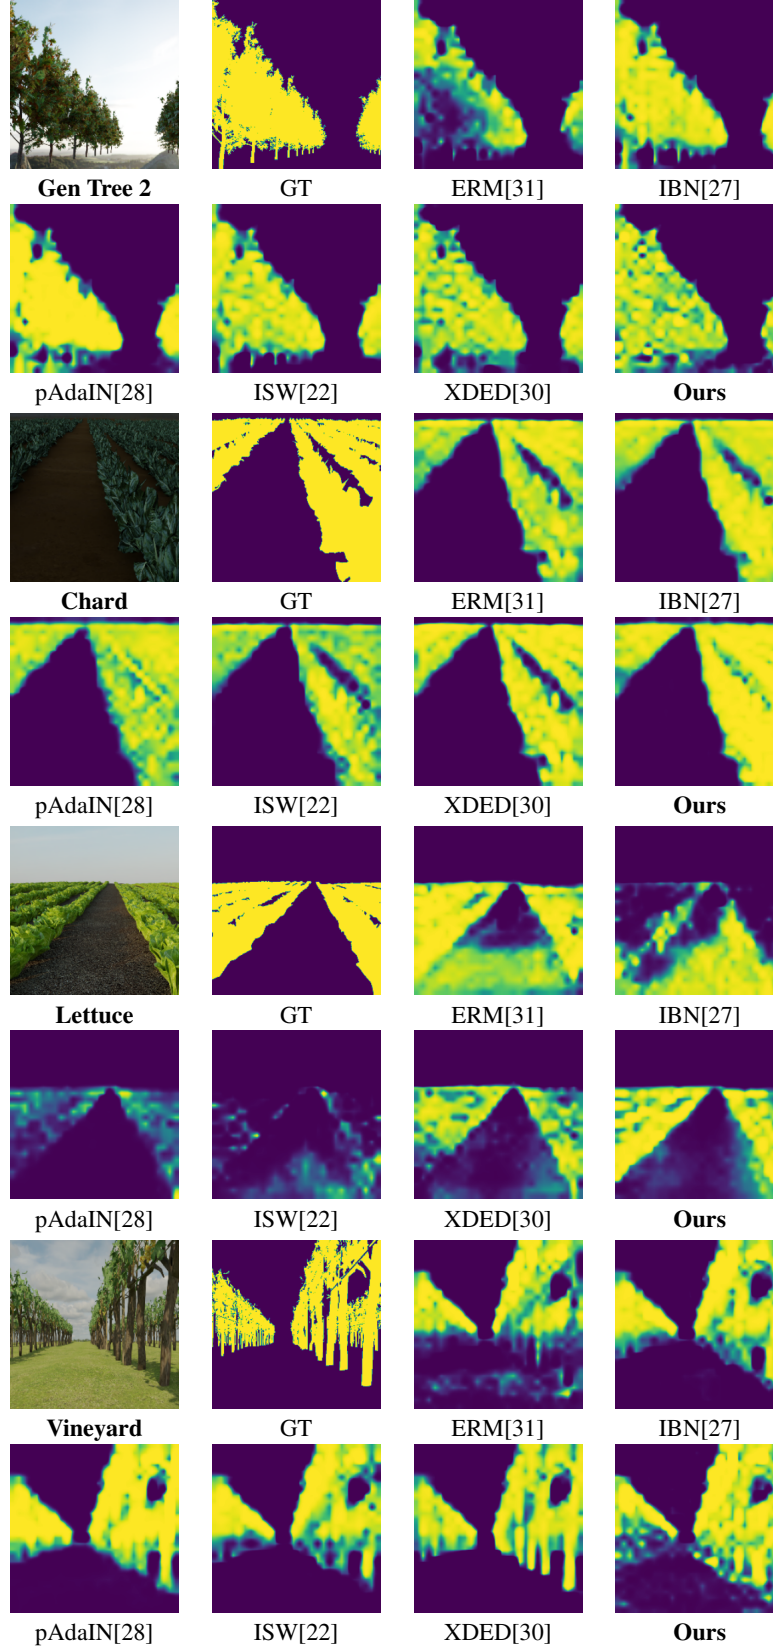 Gen Tree 2 GT ERM[31] IBN[27]
pAdaIN[28] ISW[22] XDED[30] Ours
Chard GT ERM[31] IBN[27]
pAdaIN[28] ISW[22] XDED[30] Ours
Lettuce GT ERM[31] IBN[27]
pAdaIN[28] ISW[22] XDED[30] Ours
Vineyard GT ERM[31] IBN[27]
pAdaIN[28] ISW[22] XDED[30] Ours